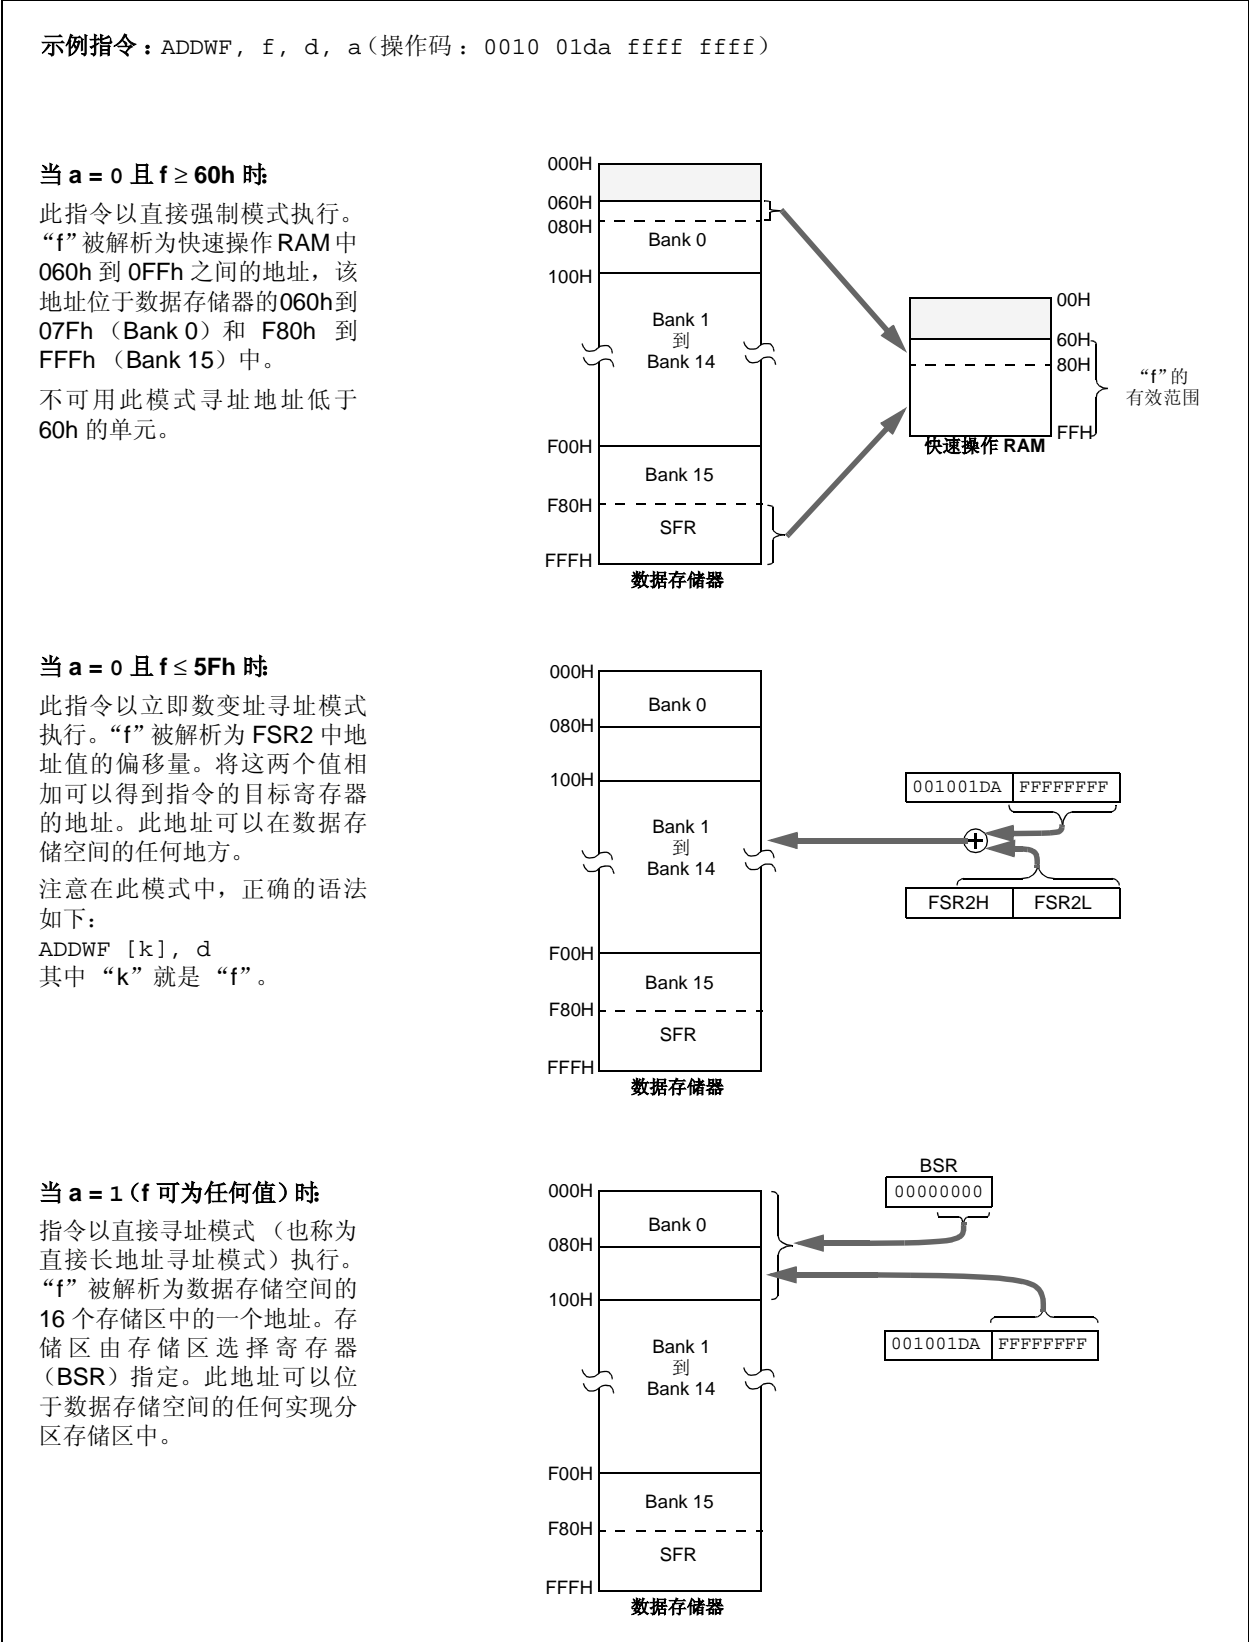 示例指令：ADDWF, f, d, a（操作码：0010 01da ffff ffff）
当 a = 0 且 f ≥ 60h 时:
此指令以直接强制模式执行。
“f”被解析为快速操作 RAM 中
060h 到 0FFh 之间的地址，该
地址位于数据存储器的060h到
07Fh （Bank 0）和 F80h 到
FFFh （Bank 15）中。
不可用此模式寻址地址低于
60h 的单元。
000H
060H
080H
Bank 0
100H
Bank 1
到
Bank 14
F00H
Bank 15
F80H
SFR
FFFH
数据存储器
00H
60H
80H
FFH
快速操作 RAM
“f”的
有效范围
当 a = 0 且 f ≤ 5Fh 时:
此指令以立即数变址寻址模式
执行。“f”被解析为 FSR2 中地
址值的偏移量。将这两个值相
加可以得到指令的目标寄存器
的地址。此地址可以在数据存
储空间的任何地方。
注意在此模式中，正确的语法
如下：
ADDWF [k], d
其中 “k”就是 “f”。
000H
Bank 0
080H
100H
Bank 1
到
Bank 14
F00H
Bank 15
F80H
SFR
FFFH
数据存储器
001001DA FFFFFFFF
FSR2H FSR2L
当 a = 1（f 可为任何值）时:
指令以直接寻址模式 （也称为
直接长地址寻址模式）执行。
“f”被解析为数据存储空间的
16 个存储区中的一个地址。存
储区由存储区选择寄存器
（BSR）指定。此地址可以位
于数据存储空间的任何实现分
区存储区中。
000H
Bank 0
080H
100H
Bank 1
到
Bank 14
F00H
Bank 15
F80H
SFR
FFFH
数据存储器
BSR
00000000
001001DA FFFFFFFF